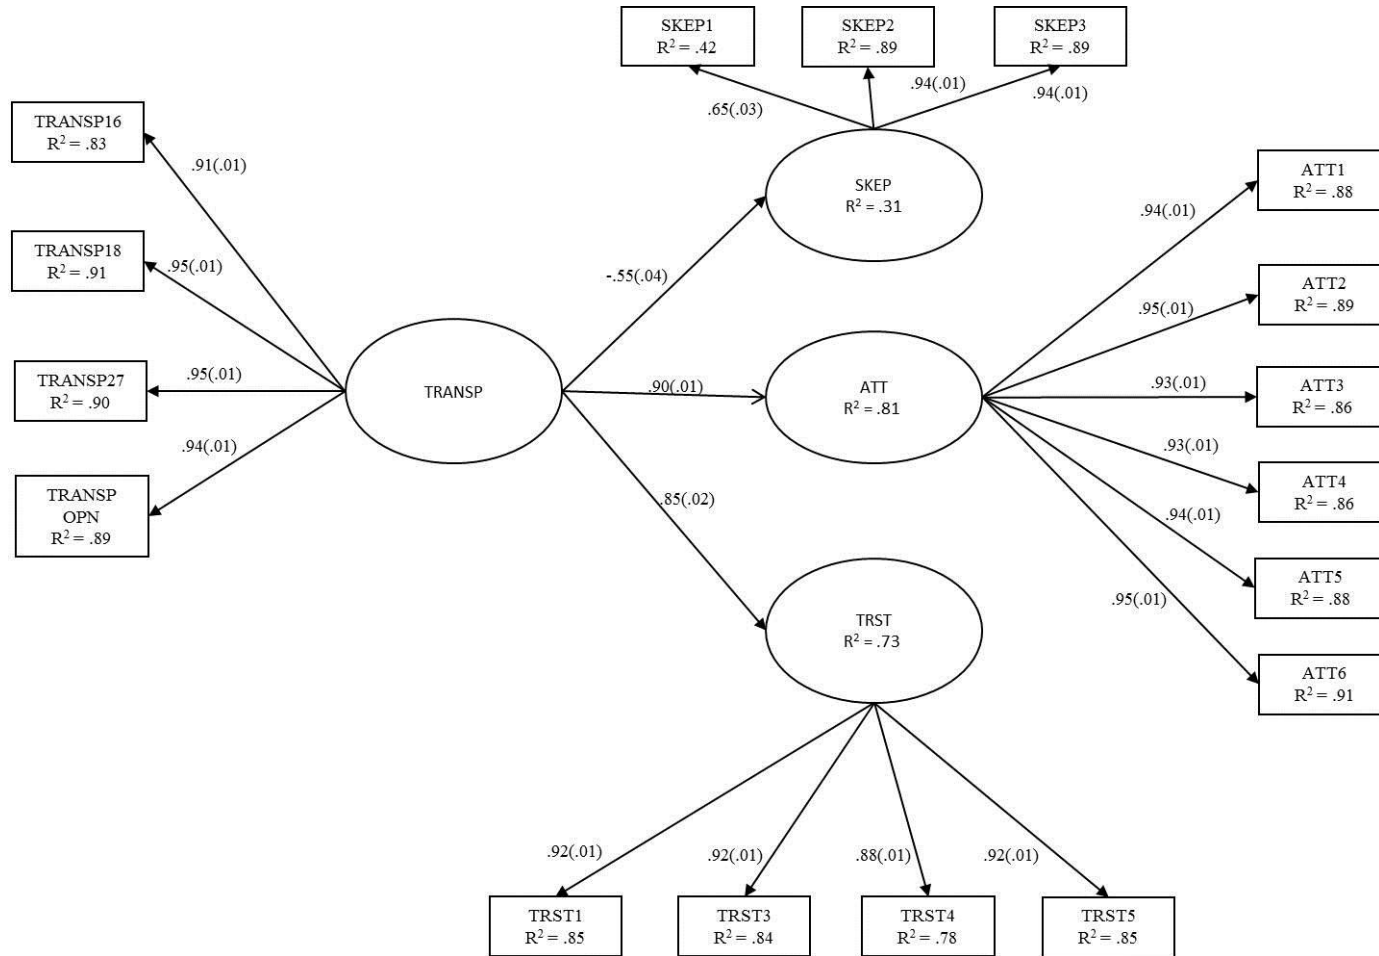 SKEP1
R² = .42
SKEP2
R² = .89
SKEP3
R² = .89
.65(.03)
.94(.01)
.94(.01)
TRANSP16
R² = .83
.91(.01)
TRANSP18
R² = .91
.95(.01)
TRANSP27
R² = .90
.95(.01)
TRANSP
OPN
R² = .89
.94(.01)
TRANSP
-.55(.04)
.90(.01)
.85(.02)
SKEP
R² = .31
ATT
R² = .81
TRST
R² = .73
.94(.01)
.95(.01)
.93(.01)
.93(.01)
.94(.01)
.95(.01)
ATT1
R² = .88
ATT2
R² = .89
ATT3
R² = .86
ATT4
R² = .86
ATT5
R² = .88
ATT6
R² = .91
.92(.01)
.92(.01)
.88(.01)
.92(.01)
TRST1
R² = .85
TRST3
R² = .84
TRST4
R² = .78
TRST5
R² = .85